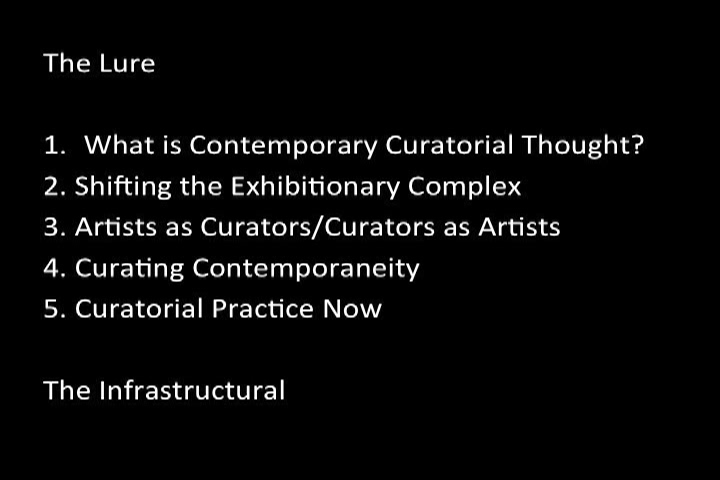 The Lure
1. What is Contemporary Curatorial Thought?
2. Shifting the Exhibitionary Complex
3. Artists as Curators/Curators as Artists
4. Curating Contemporaneity
5. Curatorial Practice Now
The Infrastructural